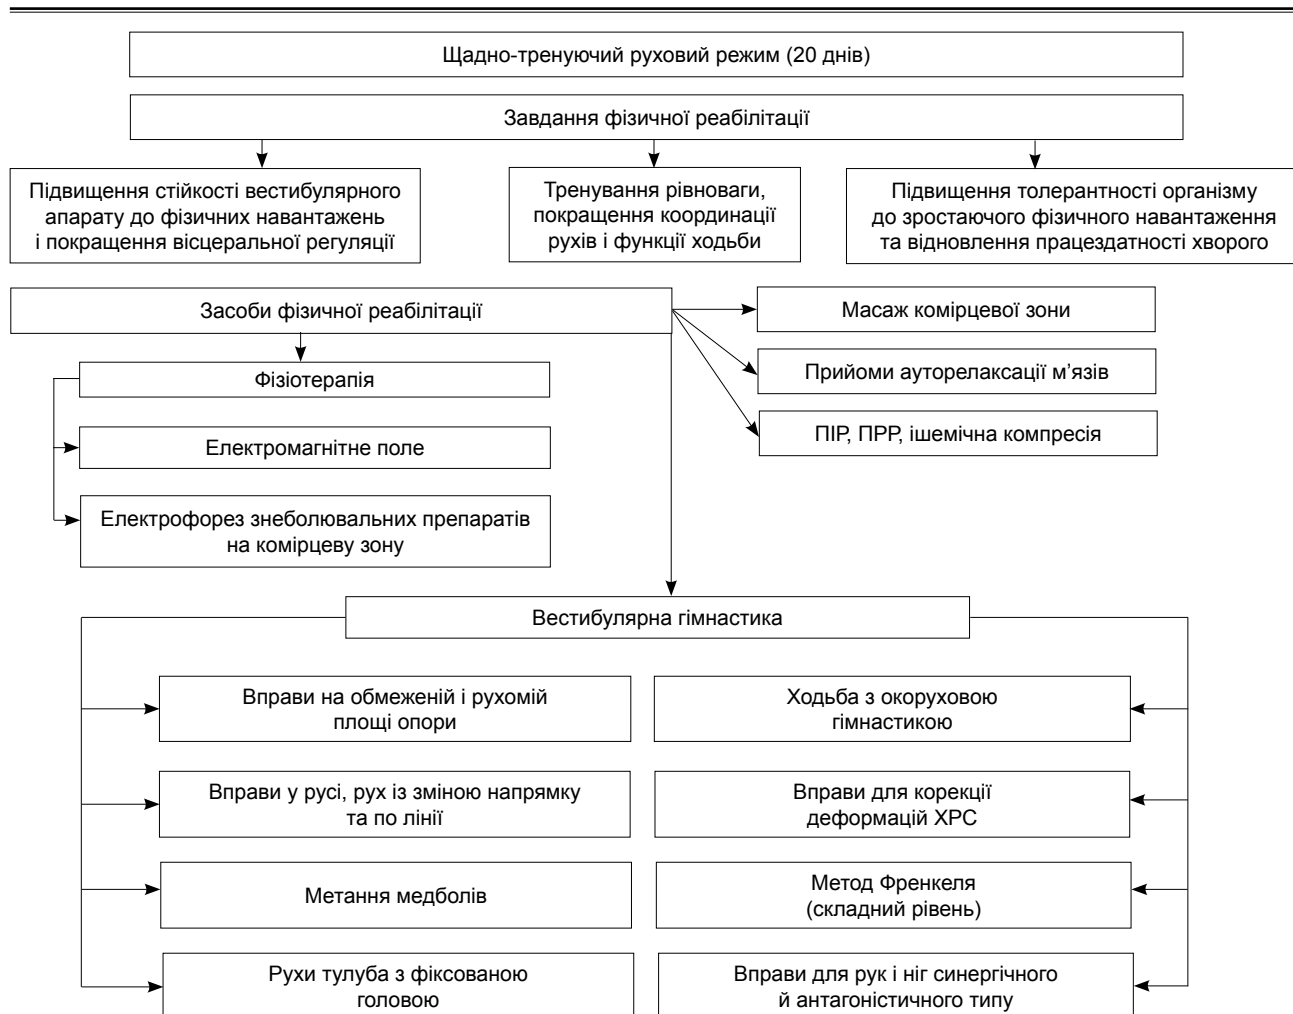 Щадно-тренуючий руховий режим (20 днів)
Завдання фізичної реабілітації
Підвищення стійкості вестибулярного
апарату до фізичних навантажень
і покращення вісцеральної регуляції
Тренування рівноваги,
покращення координації
рухів і функції ходьби
Підвищення толерантності організму
до зростаючого фізичного навантаження
та відновлення працездатності хворого
Засоби фізичної реабілітації
Масаж комірцевої зони
Прийоми ауторелаксації м’язів
ПІР, ПРР, ішемічна компресія
Фізіотерапія
Електромагнітне поле
Електрофорез знеболювальних препаратів
на комірцеву зону
Вестибулярна гімнастика
Вправи на обмеженій і рухомій
площі опори
Ходьба з окоруховою
гімнастикою
Вправи у русі, рух із зміною напрямку
та по лінії
Вправи для корекції
деформацій ХРС
Метання медболів
Метод Френкеля
(складний рівень)
Рухи тулуба з фіксованою
головою
Вправи для рук і ніг синергічного
й антагоністичного типу